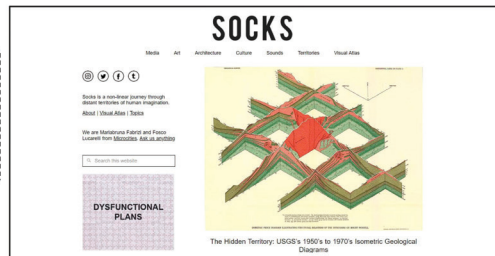 SOCKS
Media Art Architecture Culture Sounds Territories Visual Atlas
Socks is a non-linear journey through
distant territories of human imagination.
About | Visual Atlas | Topics
We are Mariabruna Fabrizi and Fosco
Lucarelli from Microcities. Ask us anything
Search this website
DYSFUNCTIONAL
PLANS
The Hidden Territory: USGS's 1950's to 1970's Isometric Geological
Diagrams